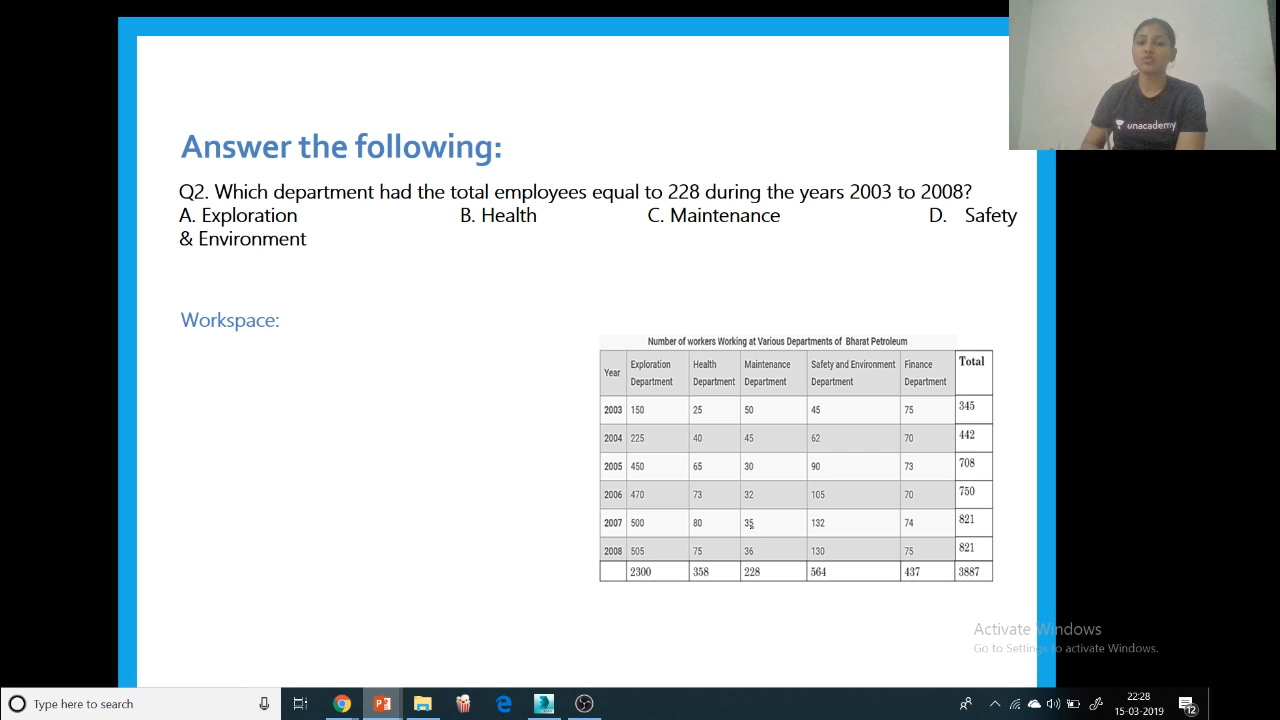 unacademy
Answer the following:
Q2. Which department had the total employees equal to 228 during the years 2003 to 2008?
A. Exploration B. Health C. Maintenance D. Safety
& Environment
Workspace:
Number of workers Working at Various Departments of Bharat Petroleum
Year Exploration Department Health Department Maintenance Department Safety and Environment Department Finance Department Total
2003 150 25 50 45 75 345
2004 225 40 45 62 70 442
2005 450 65 30 90 73 708
2006 470 73 32 105 70 750
2007 500 80 35 132 74 821
2008 505 75 36 130 75 821
2300 358 228 564 437 3887
Activate Windows
Go to Settings to activate Windows.
Type here to search
22:28
15-03-2019
12